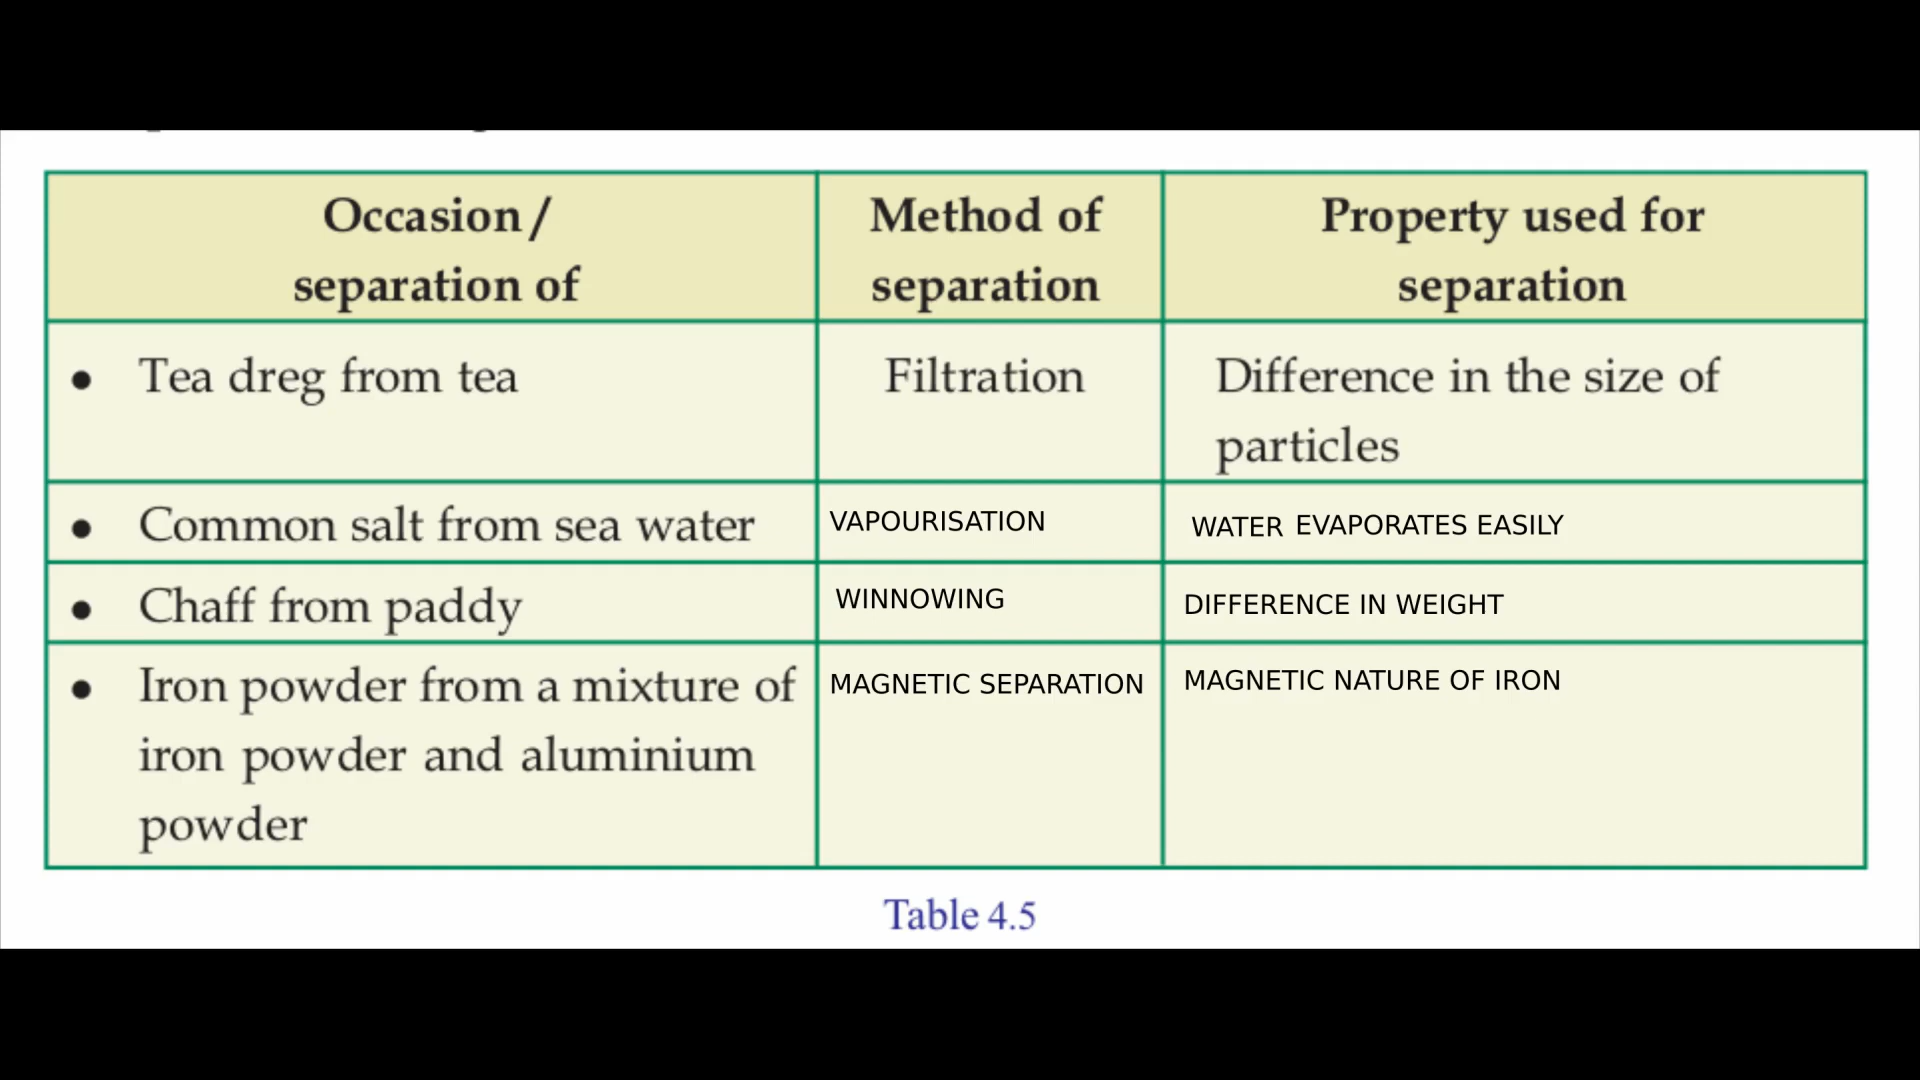 Occasion /
separation of
Method of
separation
Property used for
separation
• Tea dreg from tea
Filtration
Difference in the size of
particles
• Common salt from sea water
VAPOURISATION
WATER EVAPORATES EASILY
• Chaff from paddy
WINNOWING
DIFFERENCE IN WEIGHT
• Iron powder from a mixture of
iron powder and aluminium
powder
MAGNETIC SEPARATION
MAGNETIC NATURE OF IRON
Table 4.5